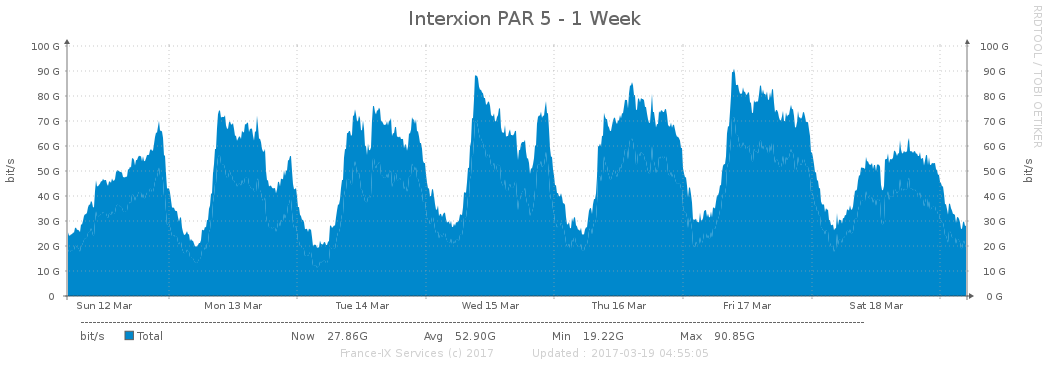 Interxion PAR 5 - 1 Week
RRDTOOL / TOBI OETIKER
100 G 100 G
90 G 90 G
80 G 80 G
70 G 70 G
60 G 60 G
50 G 50 G
40 G 40 G
30 G 30 G
20 G 20 G
10 G 10 G
0 0 G
bit/s
bit/s
Sun 12 Mar Mon 13 Mar Tue 14 Mar Wed 15 Mar Thu 16 Mar Fri 17 Mar Sat 18 Mar
bit/s Total Now 27.86G Avg 52.90G Min 19.22G Max 90.85G
France-IX Services (c) 2017 Updated : 2017-03-19 04:55:05